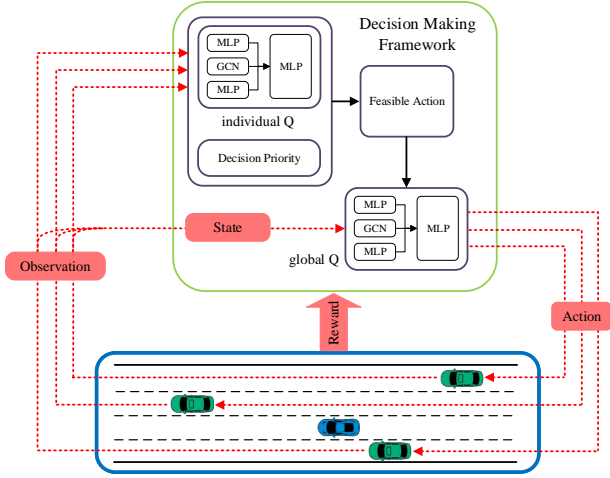 Decision Making
Framework
MLP
GCN
MLP
MLP
individual Q
Decision Priority
Feasible Action
State
Observation
MLP
GCN
MLP
MLP
global Q
Reward
Action